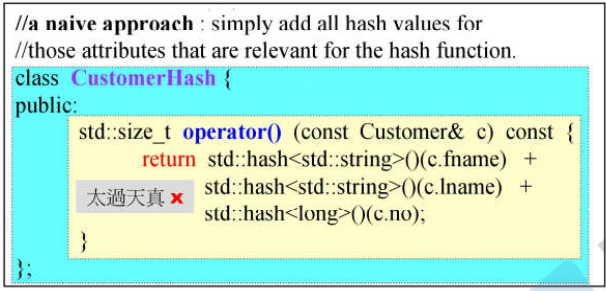 //a naive approach : simply add all hash values for
//those attributes that are relevant for the hash function.
class CustomerHash {
public:
std::size_t operator() (const Customer& c) const {
return std::hash<std::string>()(c.fname) +
太過天真 ✖ std::hash<std::string>()(c.lname) +
std::hash<long>()(c.no);
}
};